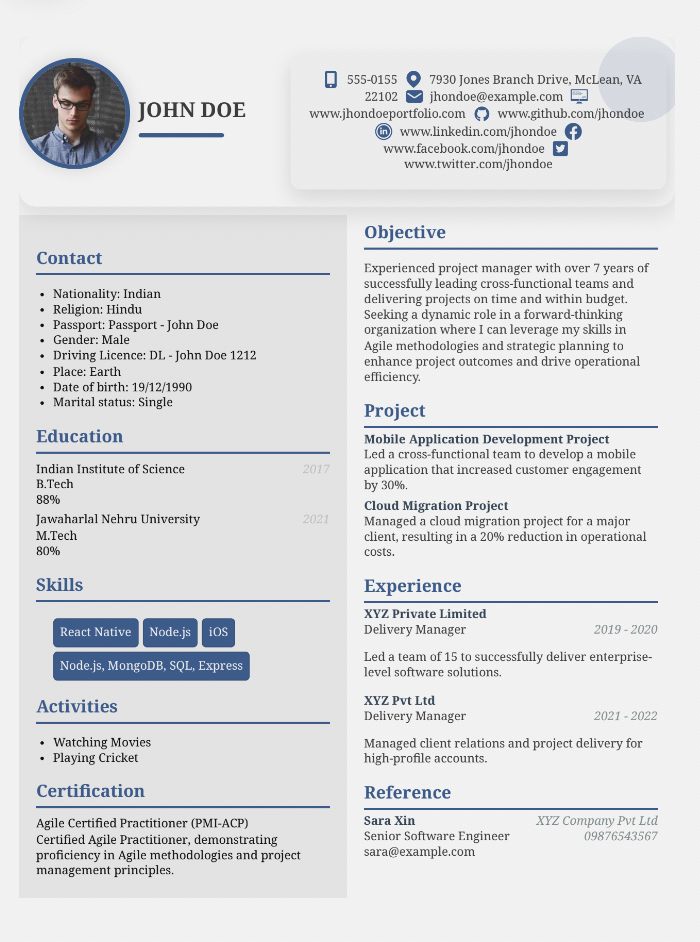 JOHN DOE
555-0155 7930 Jones Branch Drive, McLean, VA
22102 jhondoe@example.com
www.jhondoeportfolio.com www.github.com/jhondoe
www.linkedin.com/jhondoe
www.facebook.com/jhondoe
www.twitter.com/jhondoe
Contact
• Nationality: Indian
• Religion: Hindu
• Passport: Passport - John Doe
• Gender: Male
• Driving Licence: DL - John Doe 1212
• Place: Earth
• Date of birth: 19/12/1990
• Marital status: Single
Education
Indian Institute of Science 2017
B.Tech
88%
Jawaharlal Nehru University 2021
M.Tech
80%
Skills
React Native Node.js iOS
Node.js, MongoDB, SQL, Express
Activities
• Watching Movies
• Playing Cricket
Certification
Agile Certified Practitioner (PMI-ACP)
Certified Agile Practitioner, demonstrating
proficiency in Agile methodologies and project
management principles.
Objective
Experienced project manager with over 7 years of
successfully leading cross-functional teams and
delivering projects on time and within budget.
Seeking a dynamic role in a forward-thinking
organization where I can leverage my skills in
Agile methodologies and strategic planning to
enhance project outcomes and drive operational
efficiency.
Project
Mobile Application Development Project
Led a cross-functional team to develop a mobile
application that increased customer engagement
by 30%.
Cloud Migration Project
Managed a cloud migration project for a major
client, resulting in a 20% reduction in operational
costs.
Experience
XYZ Private Limited
Delivery Manager 2019 - 2020
Led a team of 15 to successfully deliver enterprise-
level software solutions.
XYZ Pvt Ltd
Delivery Manager 2021 - 2022
Managed client relations and project delivery for
high-profile accounts.
Reference
Sara Xin XYZ Company Pvt Ltd
Senior Software Engineer 09876543567
sara@example.com